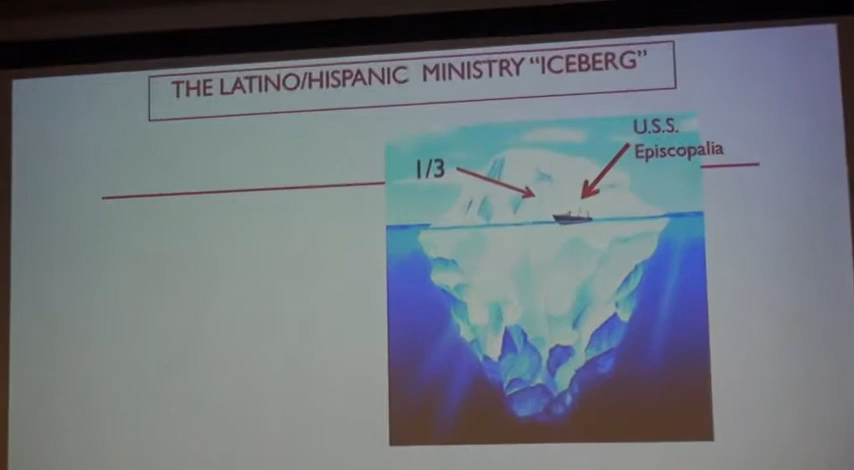 THE LATINO/HISPANIC MINISTRY “ICEBERG”
U.S.S.
Episcopalia
1/3